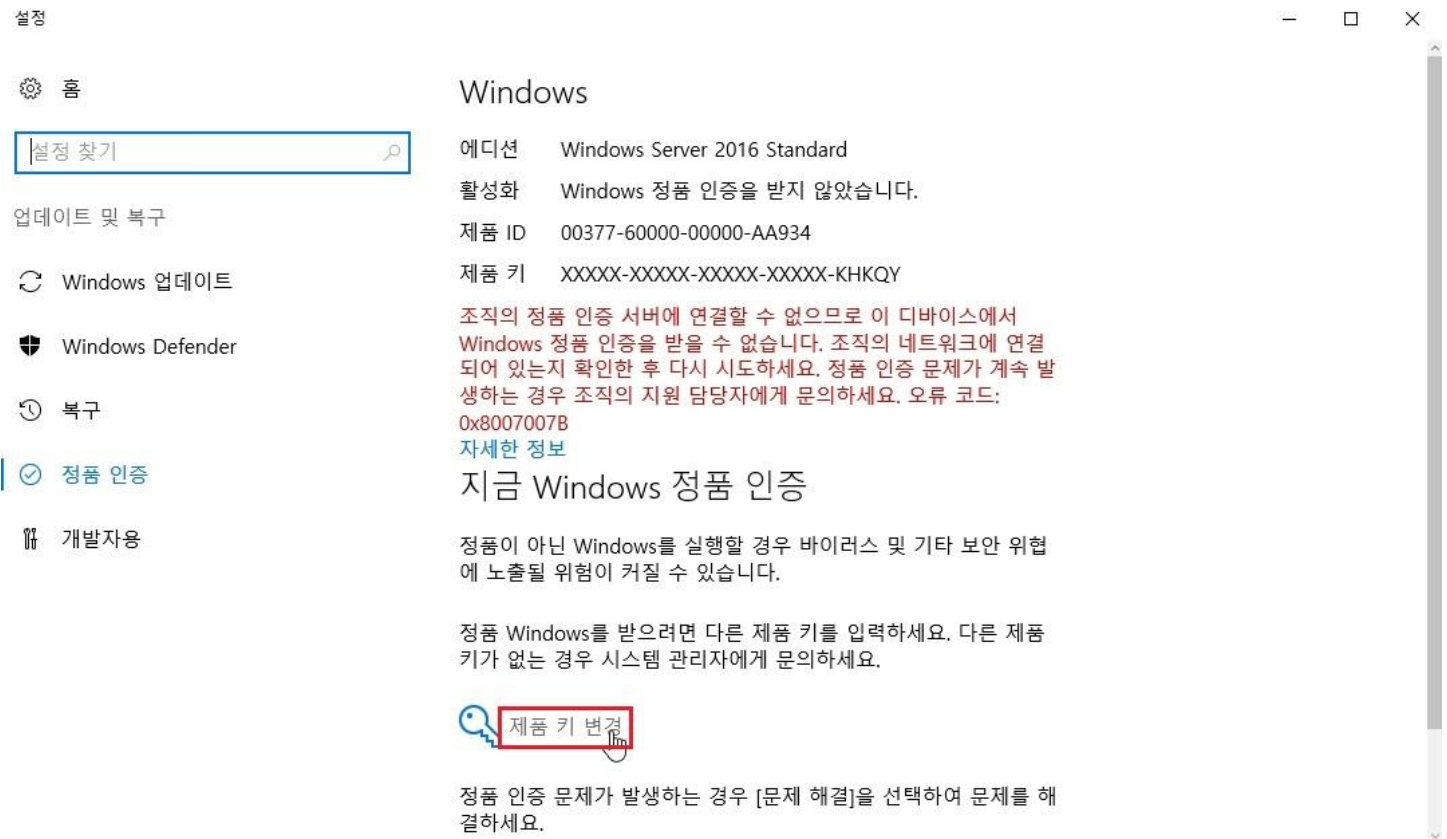 설정
홈
설정 찾기
업데이트 및 복구
Windows 업데이트
Windows Defender
복구
정품 인증
개발자용
Windows
에디션 Windows Server 2016 Standard
활성화 Windows 정품 인증을 받지 않았습니다.
제품 ID 00377-60000-00000-AA934
제품 키 XXXXX-XXXXX-XXXXX-XXXXX-KHKQY
조직의 정품 인증 서버에 연결할 수 없으므로 이 디바이스에서
Windows 정품 인증을 받을 수 없습니다. 조직의 네트워크에 연결
되어 있는지 확인한 후 다시 시도하세요. 정품 인증 문제가 계속 발
생하는 경우 조직의 지원 담당자에게 문의하세요. 오류 코드:
0x8007007B
자세한 정보
지금 Windows 정품 인증
정품이 아닌 Windows를 실행할 경우 바이러스 및 기타 보안 위협
에 노출될 위험이 커질 수 있습니다.
정품 Windows를 받으려면 다른 제품 키를 입력하세요. 다른 제품
키가 없는 경우 시스템 관리자에게 문의하세요.
제품 키 변경
정품 인증 문제가 발생하는 경우 [문제 해결]을 선택하여 문제를 해
결하세요.